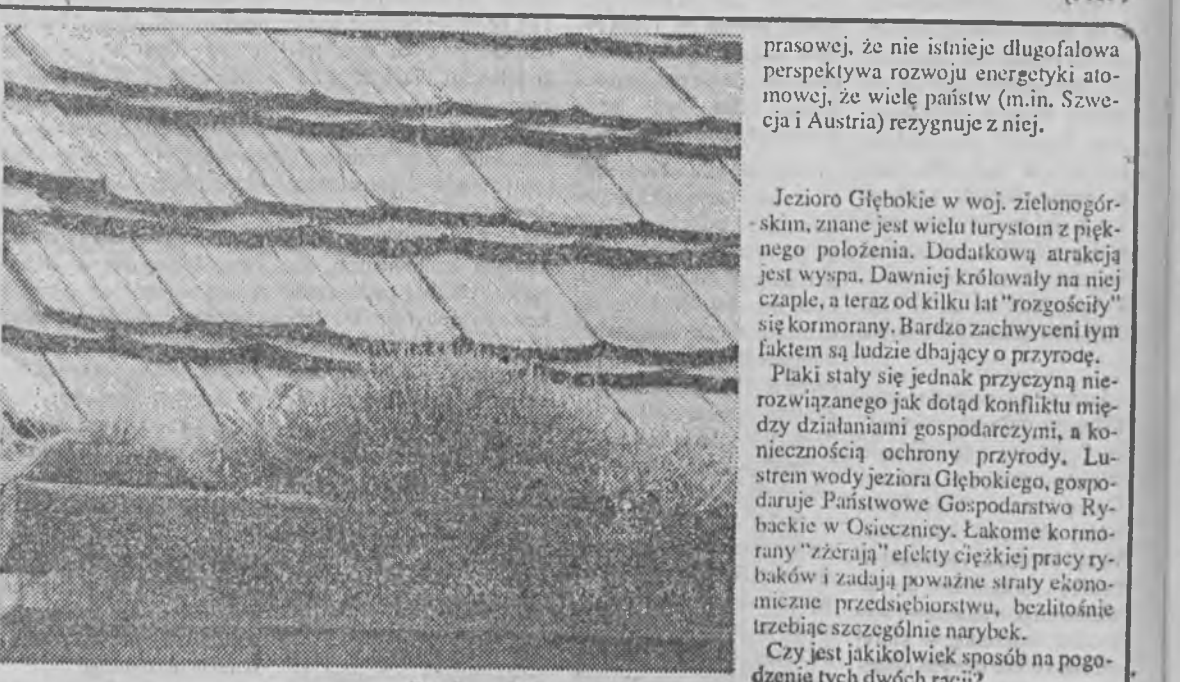 prasowej, że nie istnieje długofalowa
perspektywa rozwoju energetyki ato-
mowej, że wielę państw (m.in. Szwe-
cja i Austria) rezygnuje z niej.
Jezioro Głębokie w woj. zielonogór-
skim, znane jest wielu turystom z pięk-
nego położenia. Dodatkową atrakcją
jest wyspa. Dawniej królowały na niej
czaple, a teraz od kilku lat "rozgościły"
się kormorany. Bardzo zachwyceni tym
faktem są ludzie dbający o przyrodę.
Ptaki stały się jednak przyczyną nie-
rozwiązanego jak dotąd konfliktu mię-
dzy działaniami gospodarczymi, a ko-
niecznością ochrony przyrody. Lu-
strem wody jeziora Głębokiego, gospo-
daruje Państwowe Gospodarstwo Ry-
backie w Osiecznicy. Łakome kormo-
rany "zżerają" efekty ciężkiej pracy ry-
baków i zadają poważne straty ekono-
miczne przedsiębiorstwu, bezlitośnie
trzebiąc szczególnie narybek.
Czy jest jakikolwiek sposób na pogo-
dzenie tych dwóch racji?